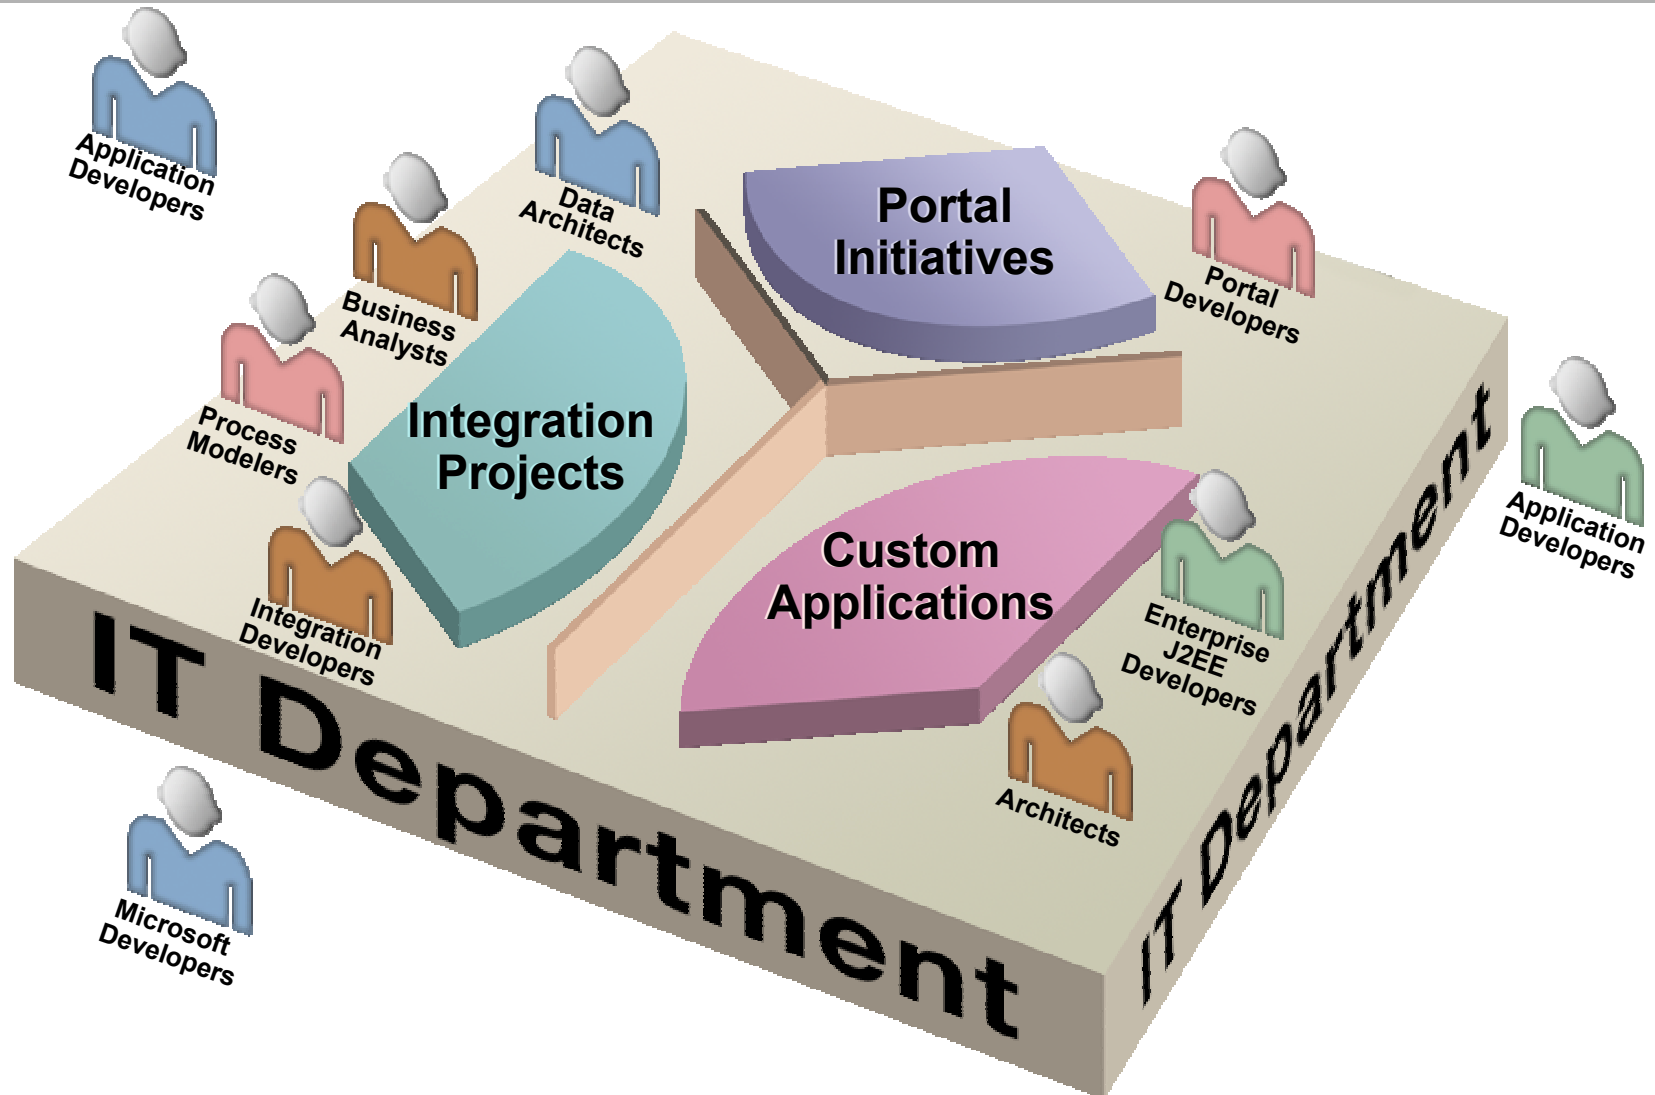 Application
Developers
Data
Architects
Business
Analysts
Process
Modelers
Integration
Developers
Portal
Initiatives
Portal
Developers
Integration
Projects
Custom
Applications
Enterprise
J2EE
Developers
Architects
Application
Developers
IT Department
IT Department
Microsoft
Developers